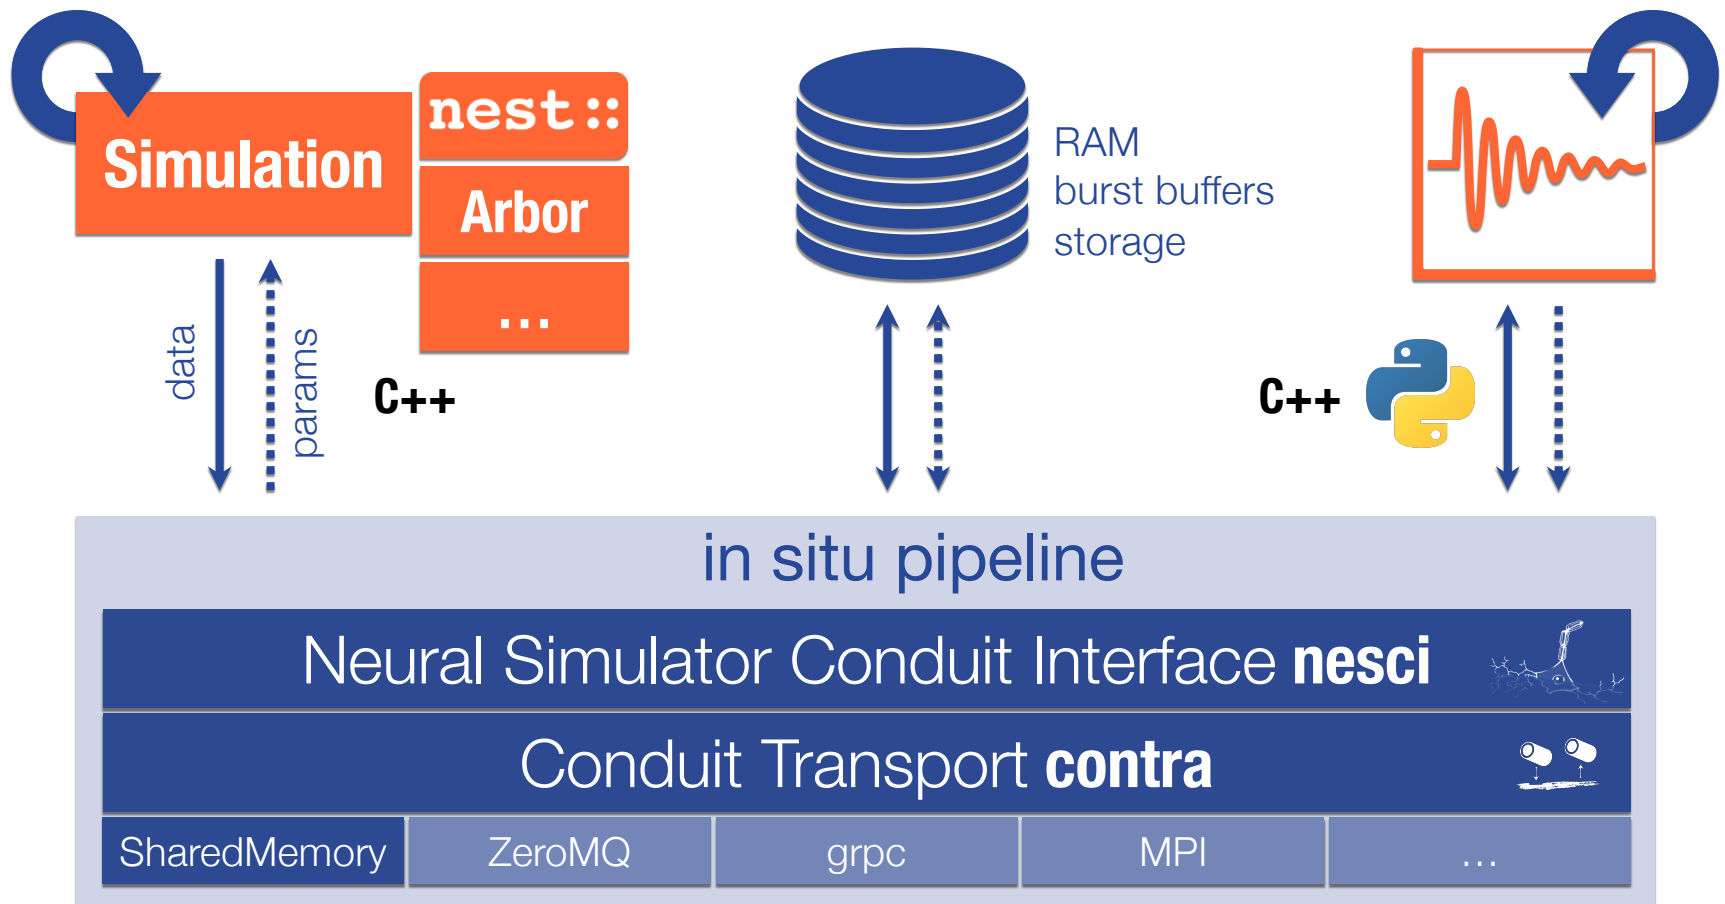 Simulation
nest::
Arbor
...
RAM
burst buffers
storage
data
params
C++
C++
in situ pipeline
Neural Simulator Conduit Interface nesci
Conduit Transport contra
SharedMemory
ZeroMQ
grpc
MPI
...